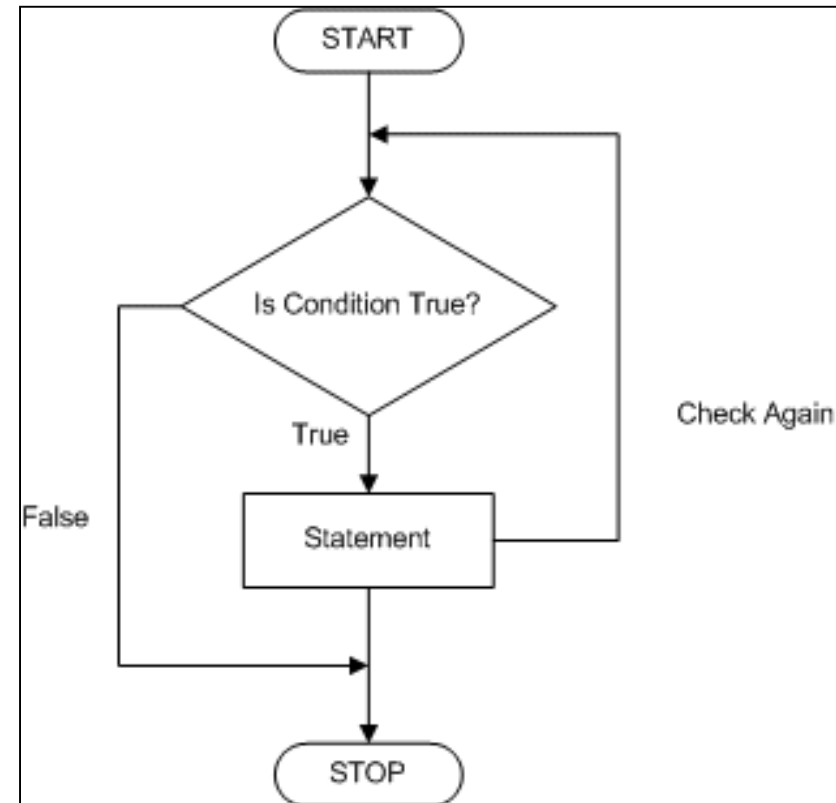 START
Is Condition True?
Check Again
True
False
Statement
STOP